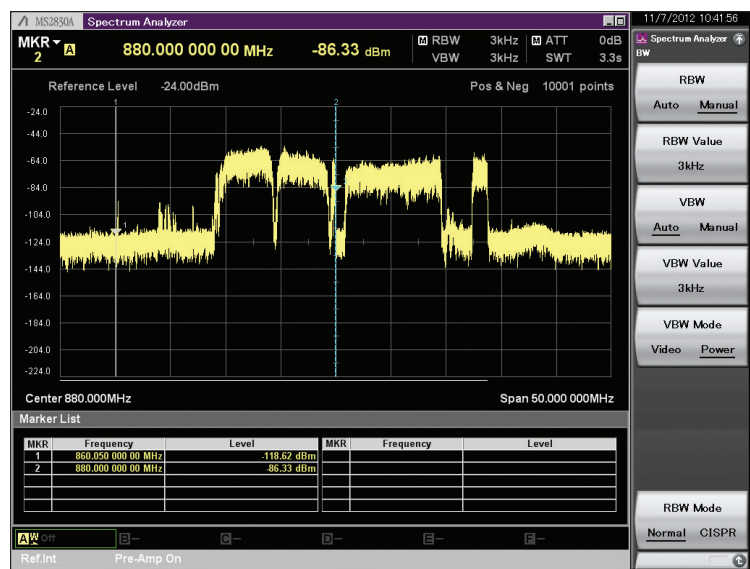 MS2830A Spectrum Analyzer
11/7/2012 10:41:56
MKR
2
A
880.000 000 00 MHz
-86.33 dBm
M RBW 3kHz
VBW 3kHz
M ATT 0dB
SWT 3.3s
Reference Level -24.00dBm
Pos & Neg 10001 points
1
2
-24.0
-44.0
-64.0
-84.0
-104.0
1
-124.0
-144.0
-164.0
-184.0
-204.0
-224.0
Center 880.000MHz
Span 50.000 000MHz
Marker List
MKR Frequency Level MKR Frequency Level
1 860.050 000 00 MHz -118.62 dBm
2 880.000 000 00 MHz -86.33 dBm
A W Off B— C— D— E— F—
Ref.Int Pre-Amp On
Spectrum Analyzer
BW
RBW
Auto Manual
RBW Value
3kHz
VBW
Auto Manual
VBW Value
3kHz
VBW Mode
Video Power
RBW Mode
Normal CISPR